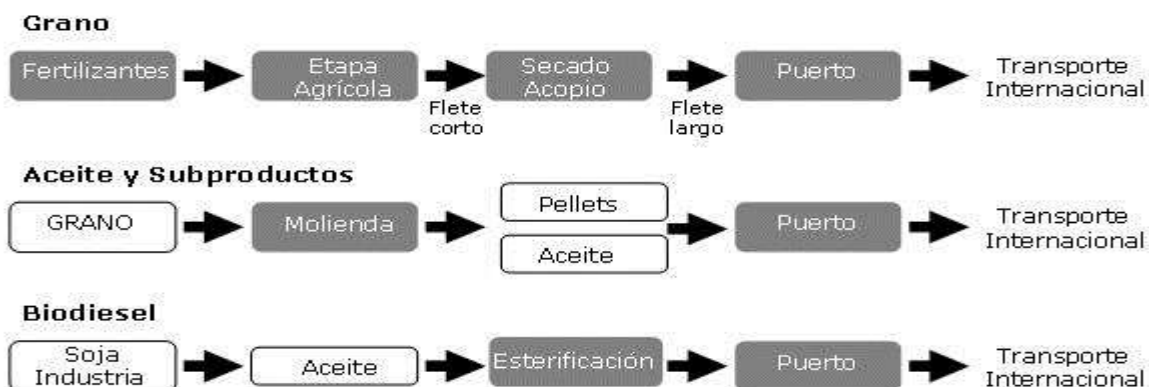 Grano
Fertilizantes
Etapa
Agrícola
Flete
corto
Secado
Acopio
Flete
largo
Puerto
Transporte
Internacional
Aceite y Subproductos
GRANO
Molienda
Pellets
Aceite
Puerto
Transporte
Internacional
Biodiesel
Soja
Industria
Aceite
Esterificación
Puerto
Transporte
Internacional